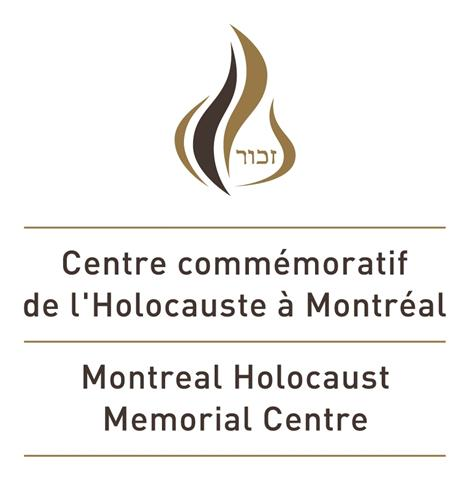 זכור
Centre commémoratif
de l'Holocauste à Montréal
Montreal Holocaust
Memorial Centre